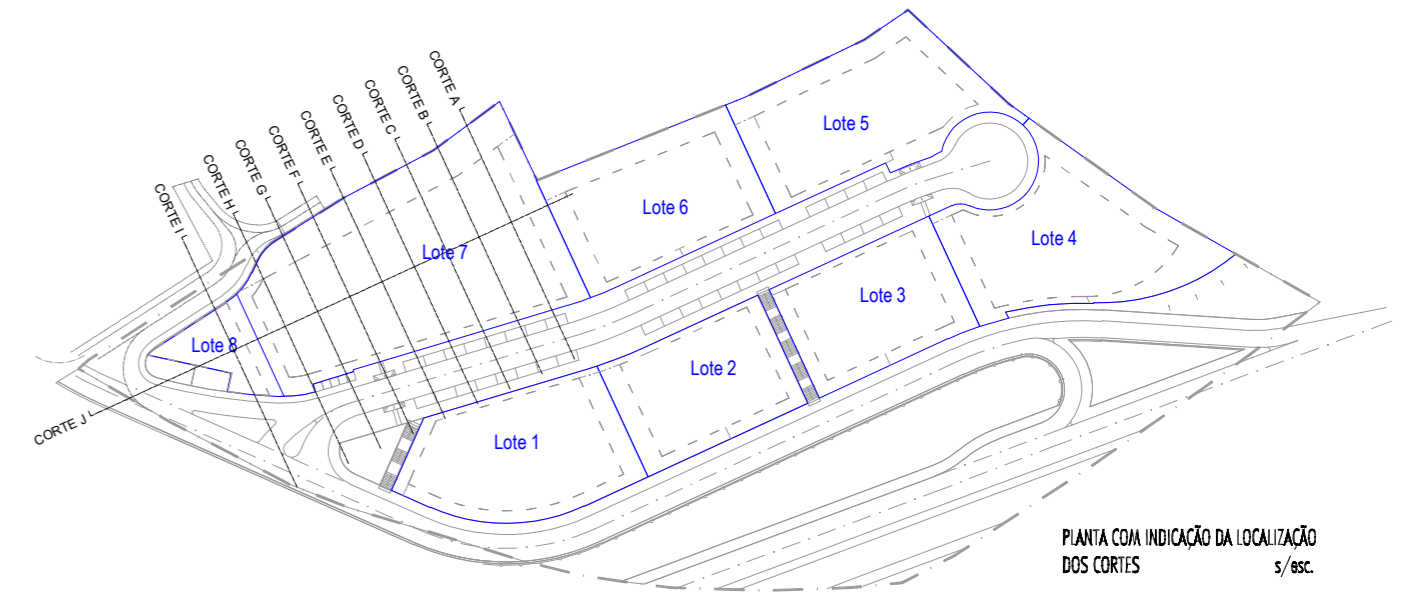 CORTE A
CORTE B
CORTE C
CORTE D
CORTE E
CORTE F
CORTE G
CORTE H
CORTE I
CORTE J
Lote 5
Lote 6
Lote 4
Lote 7
Lote 3
Lote 8
Lote 2
Lote 1
PLANTA COM INDICAÇÃO DA LOCALIZAÇÃO
DOS CORTES s/esc.